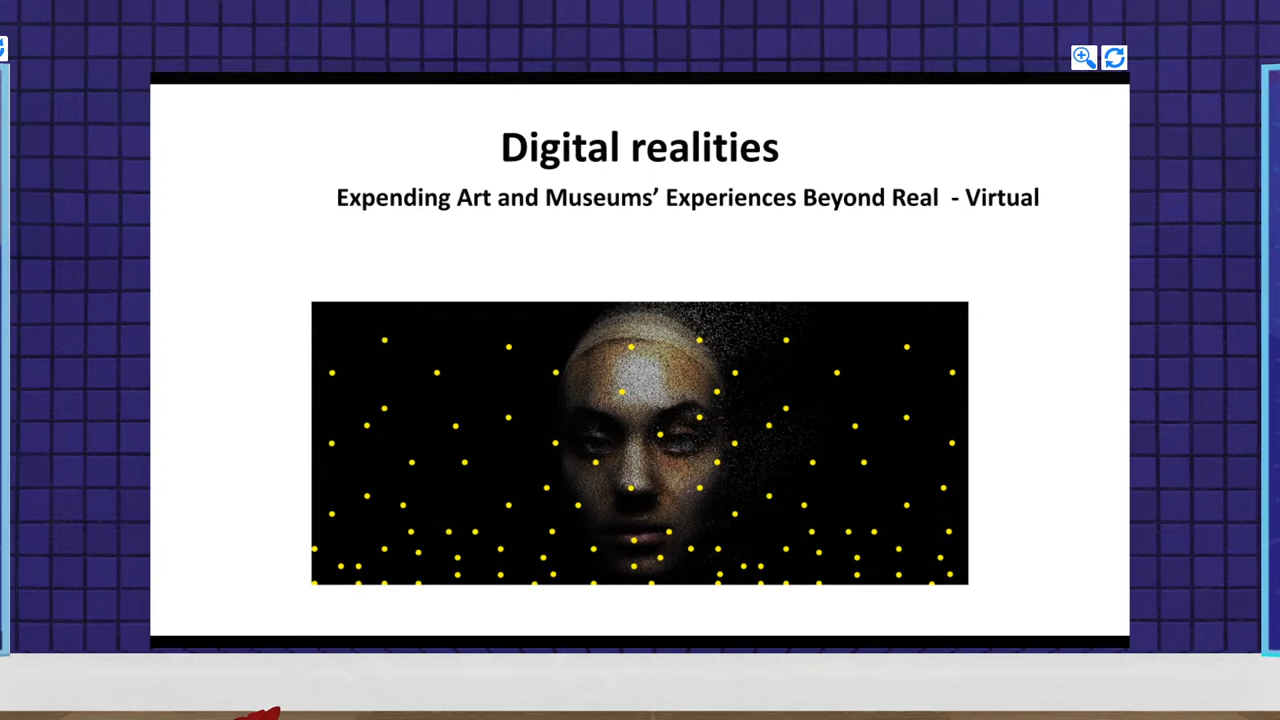 Digital realities
Expending Art and Museums’ Experiences Beyond Real  - Virtual